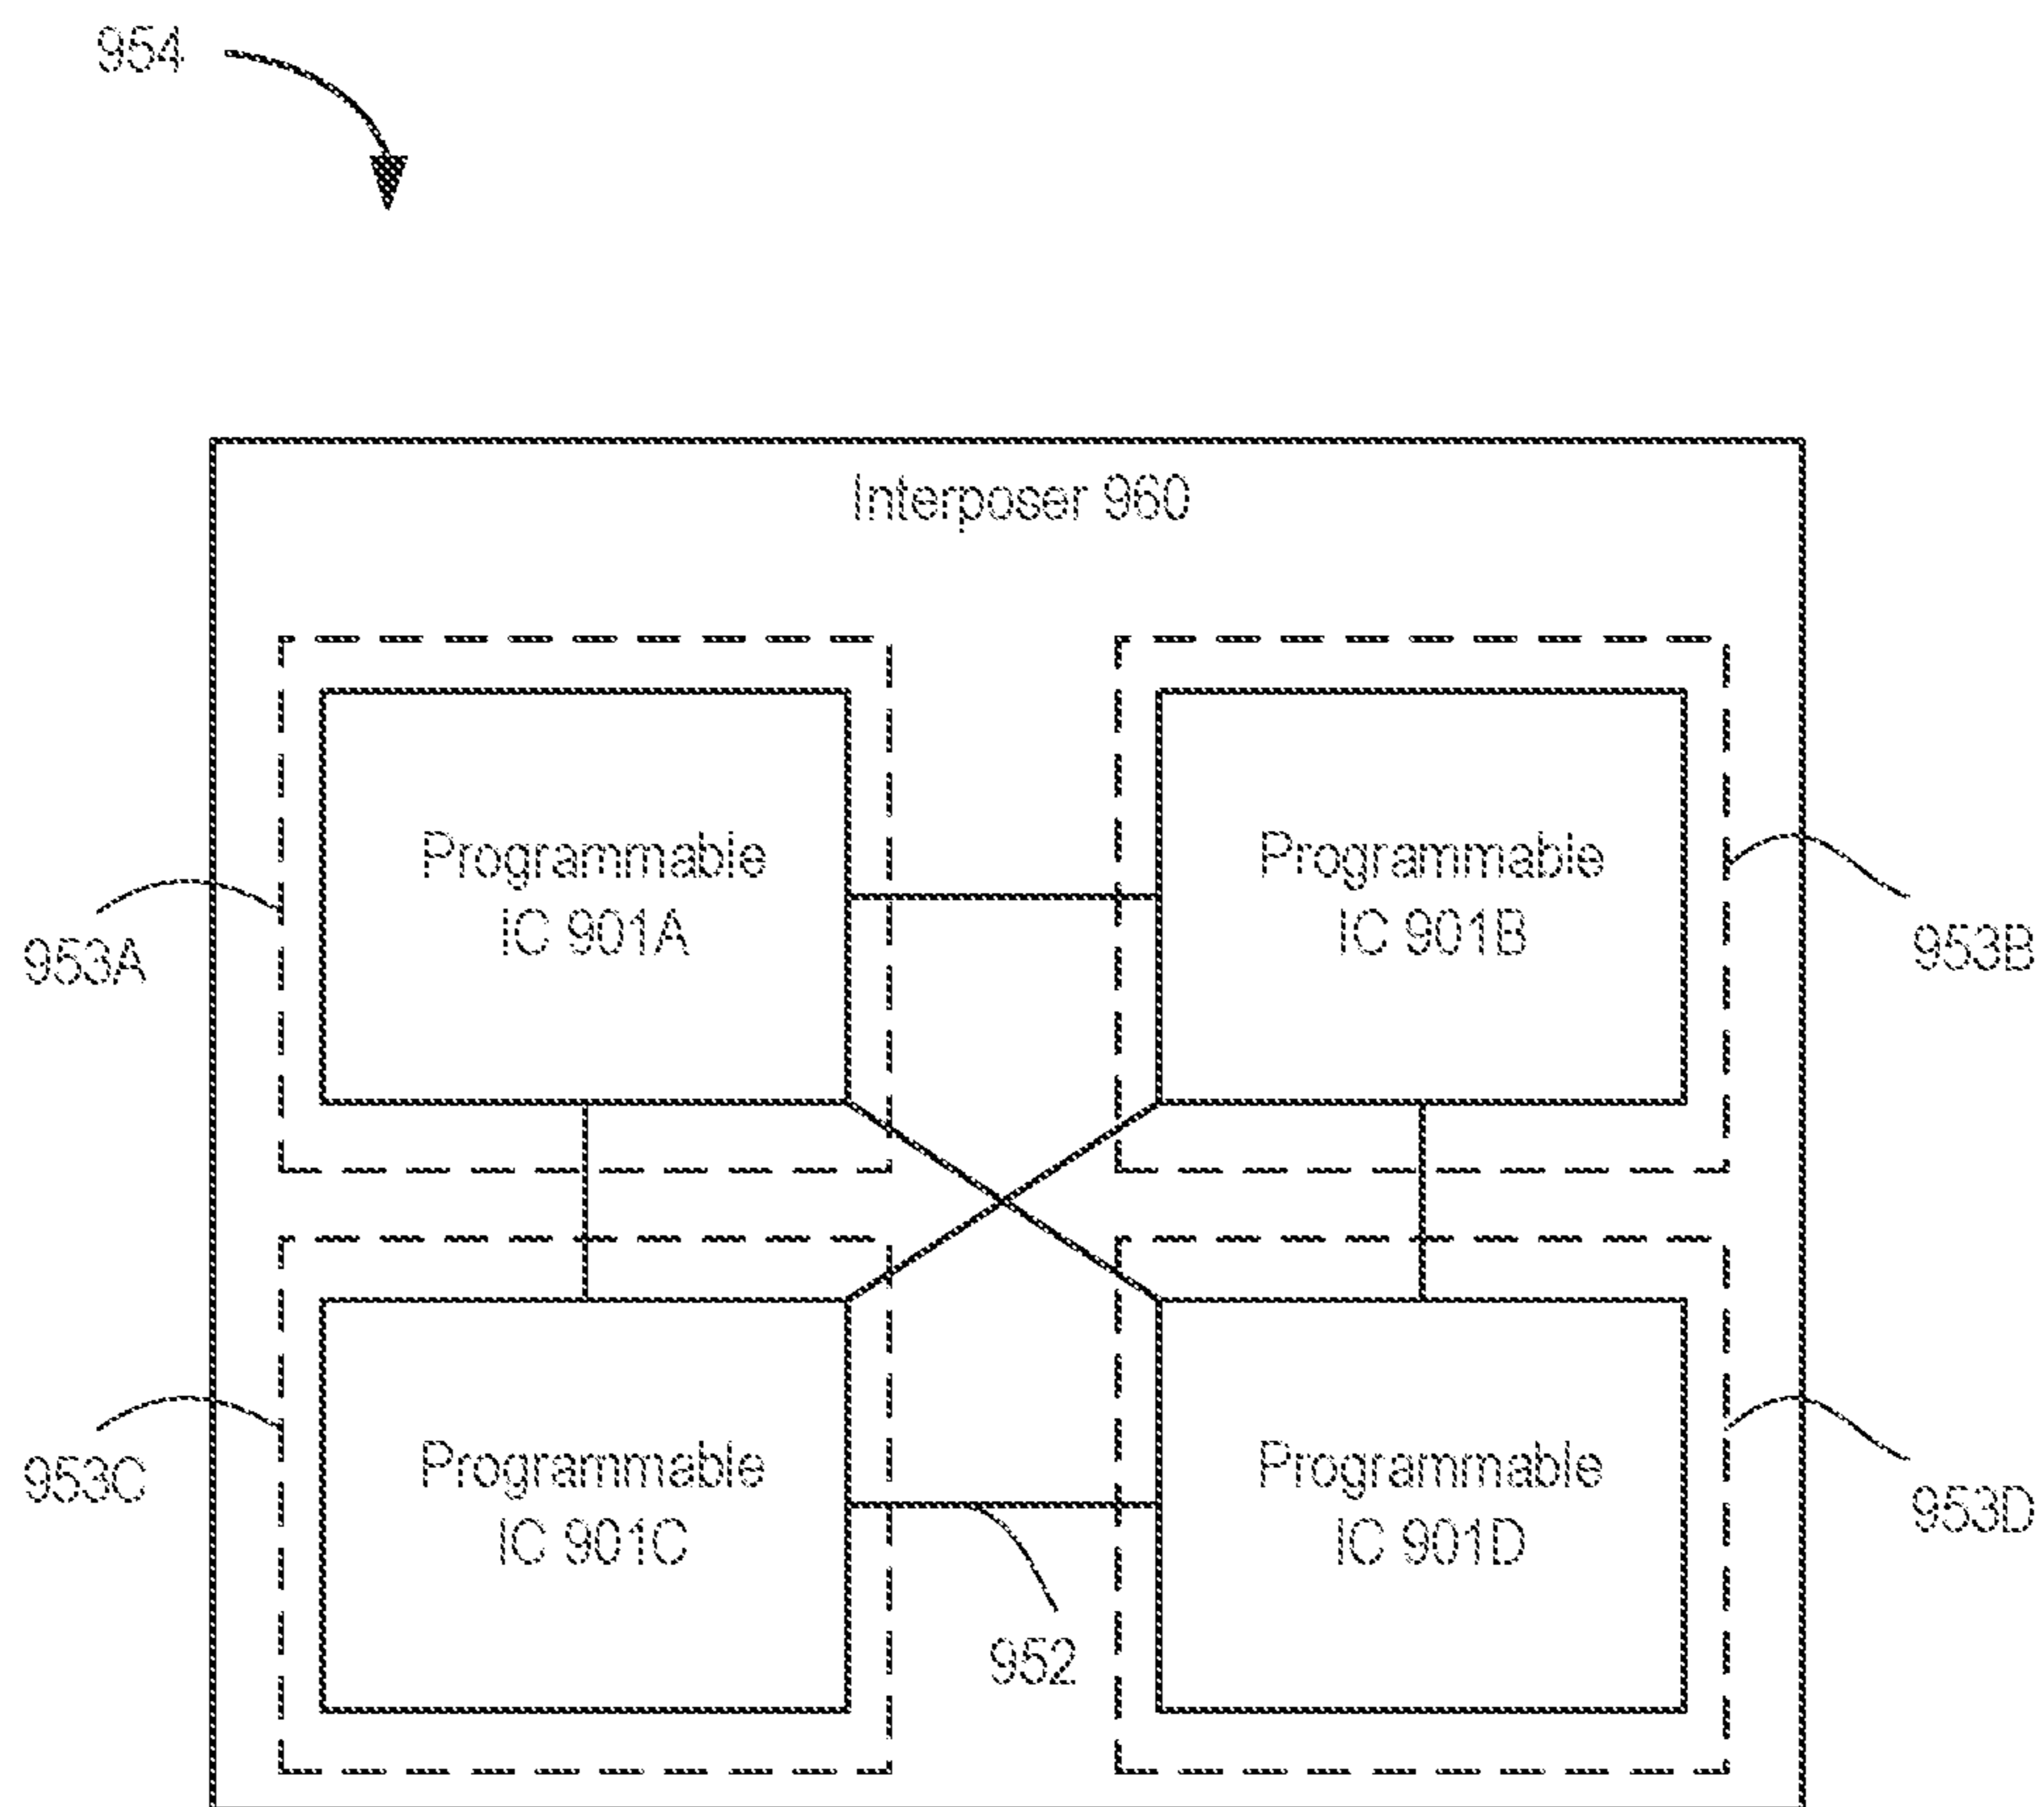 954
Interposer 960
Programmable
IC 901A
Programmable
IC 901B
953A
953B
Programmable
IC 901C
Programmable
IC 901D
953C
953D
952